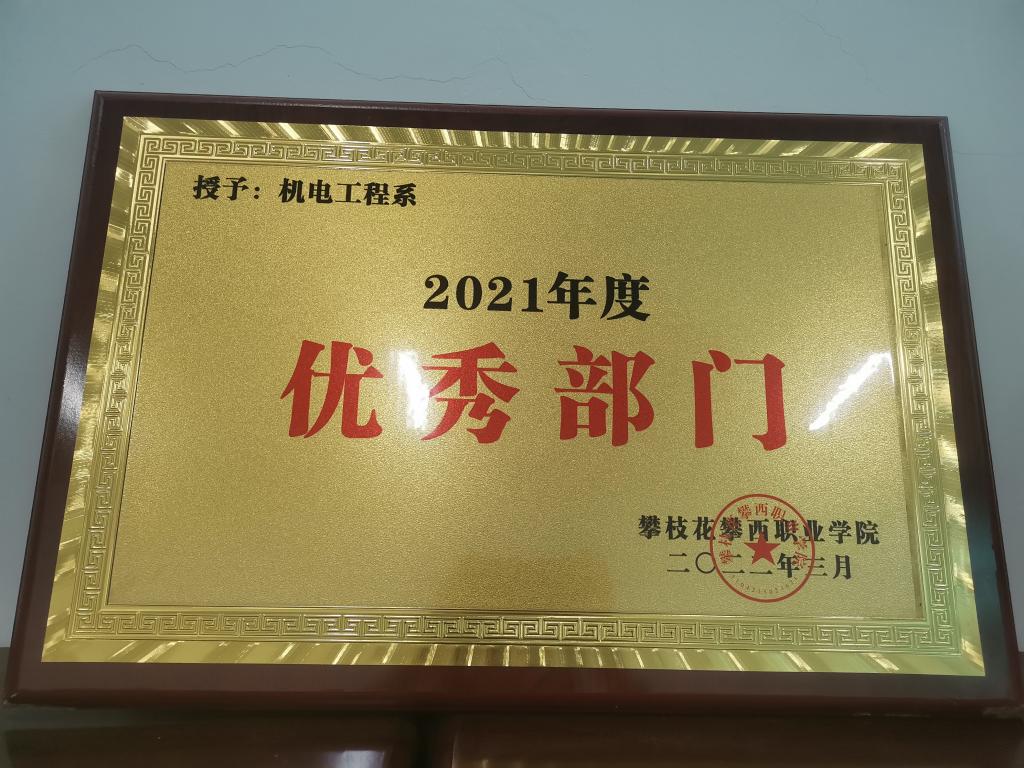 授予：机电工程系
2021年度
优秀部门
攀枝花攀西职业学院
二〇二二年三月